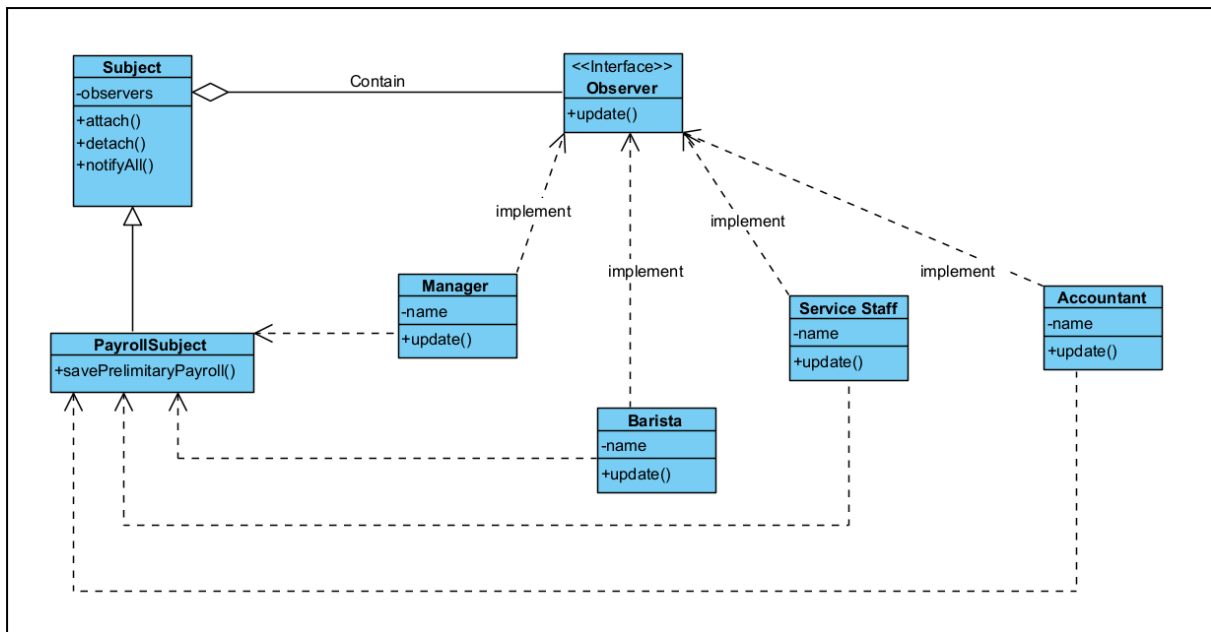 Subject
-observers
+attach()
+detach()
+notifyAll()
Contain
<<Interface>>
Observer
+update()
implement
implement
implement
implement
Manager
-name
+update()
Service Staff
-name
+update()
Accountant
-name
+update()
PayrollSubject
+savePrelimitaryPayroll()
Barista
-name
+update()